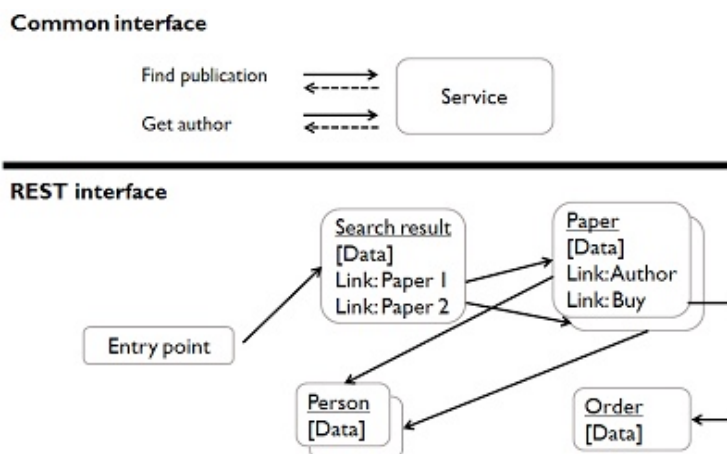 Common interface
Find publication
Get author
Service
REST interface
Search result
[Data]
Link: Paper 1
Link: Paper 2
Paper
[Data]
Link: Author
Link: Buy
Entry point
Person
[Data]
Order
[Data]